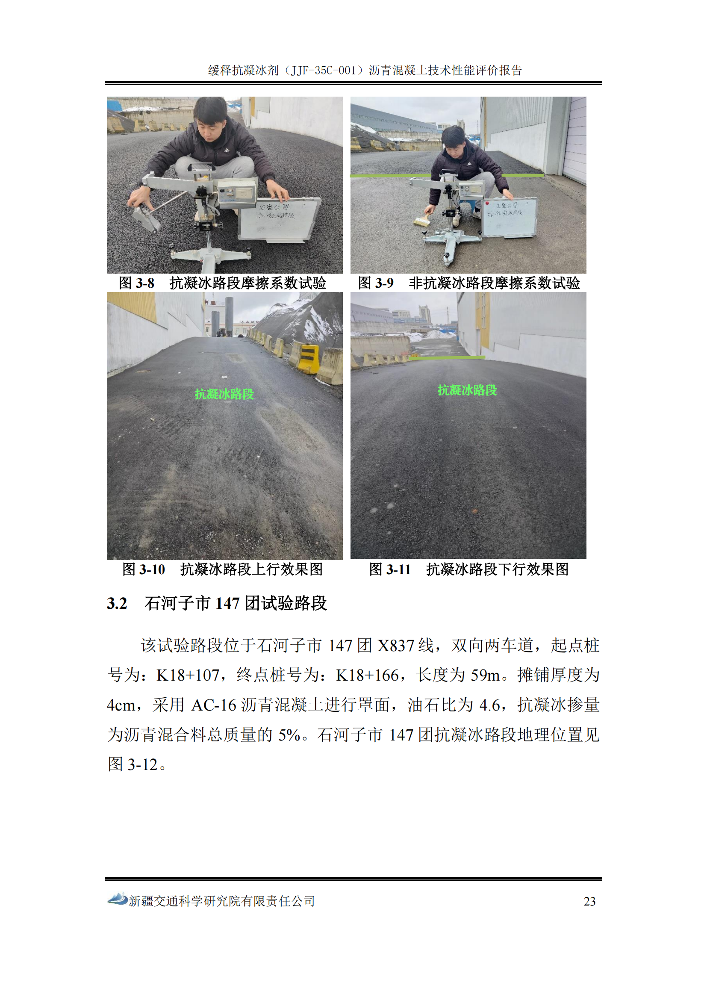 缓释抗凝冰剂（JJF-35C-001）沥青混凝土技术性能评价报告
汇聚公司
抗凝冰路段
汇聚公司
非抗凝冰路段
图 3-8 抗凝冰路段摩擦系数试验
图 3-9 非抗凝冰路段摩擦系数试验
抗凝冰路段
抗凝冰路段
图 3-10 抗凝冰路段上行效果图
图 3-11 抗凝冰路段下行效果图
3.2 石河子市 147 团试验路段
该试验路段位于石河子市 147 团 X837 线，双向两车道，起点桩
号为：K18+107，终点桩号为：K18+166，长度为 59m。摊铺厚度为
4cm，采用 AC-16 沥青混凝土进行罩面，油石比为 4.6，抗凝冰掺量
为沥青混合料总质量的 5%。石河子市 147 团抗凝冰路段地理位置见
图 3-12。
新疆交通科学研究院有限责任公司
23